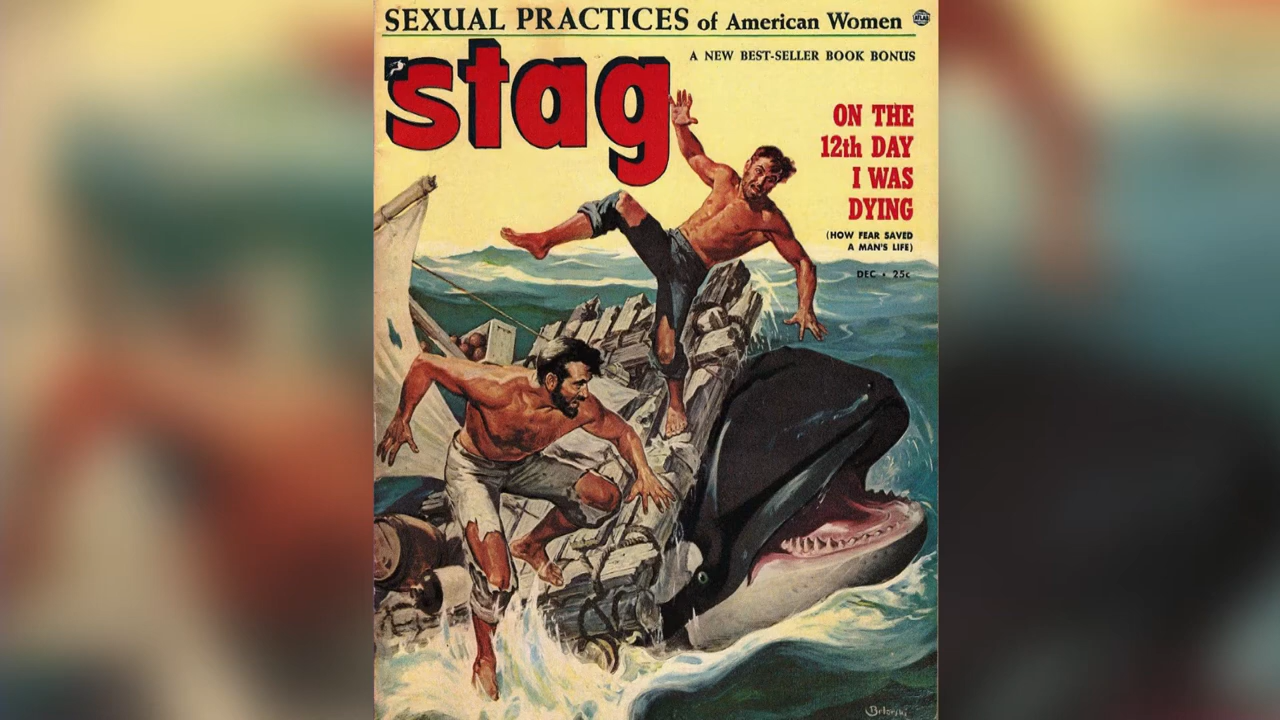 SEXUAL PRACTICES of American Women
ATLAS
stag
A NEW BEST-SELLER BOOK BONUS
ON THE
12th DAY
I WAS
DYING
(HOW FEAR SAVED
A MAN'S LIFE)
DEC • 25c